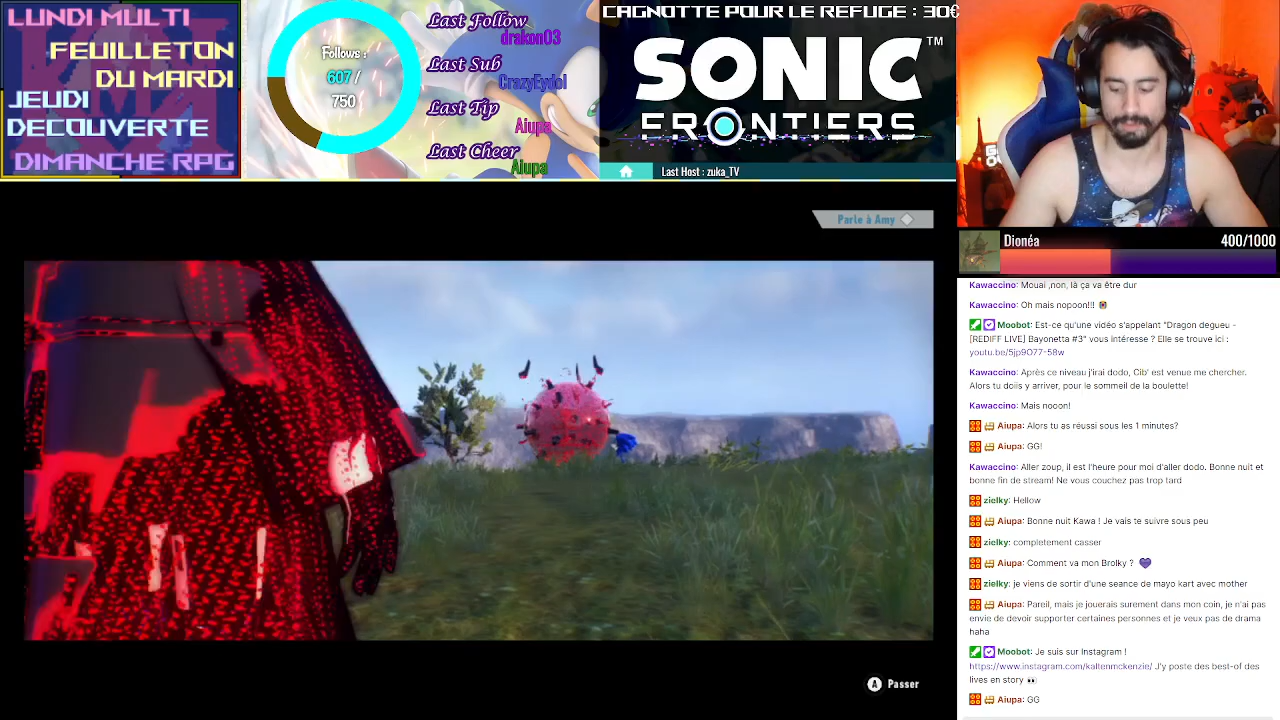 LUNDI MULTI
FEUILLETON
DU MARDI
JEUDI
DECOUVERTE
DIMANCHE RPG
Follows :
607 /
750
Last Follow
drakon03
Last Sub
CrazyEydol
Last Tip
Aiupa
Last Cheer
Aiupa
CAGNOTTE POUR LE REFUGE : 30€
SONIC™
FRONTIERS
Last Host : zuka_TV
Dionéa 400/1000
Parle à Amy
A Passer
Kawaccino: Mouai ,non, là ça va être dur
Kawaccino: Oh mais nopoon!!!
Moobot: Est-ce qu'une vidéo s'appelant "Dragon degueu -
[REDIFF LIVE] Bayonetta #3" vous intéresse ? Elle se trouve ici :
youtu.be/5jp9O77-58w
Kawaccino: Après ce niveau j'irai dodo, Cib' est venue me chercher.
Alors tu doiis y arriver, pour le sommeil de la boulette!
Kawaccino: Mais nooon!
Aiupa: Alors tu as réussi sous les 1 minutes?
Aiupa: GG!
Kawaccino: Aller zoup, il est l'heure pour moi d'aller dodo. Bonne nuit et
bonne fin de stream! Ne vous couchez pas trop tard
zielky: Hellow
Aiupa: Bonne nuit Kawa ! Je vais te suivre sous peu
zielky: completement casser
Aiupa: Comment va mon Brolky ?
zielky: je viens de sortir d'une seance de mayo kart avec mother
Aiupa: Pareil, mais je jouerais surement dans mon coin, je n'ai pas
envie de devoir supporter certaines personnes et je veux pas de drama
haha
Moobot: Je suis sur Instagram !
https://www.instagram.com/kaltenmckenzie/ J'y poste des best-of des
lives en story
Aiupa: GG